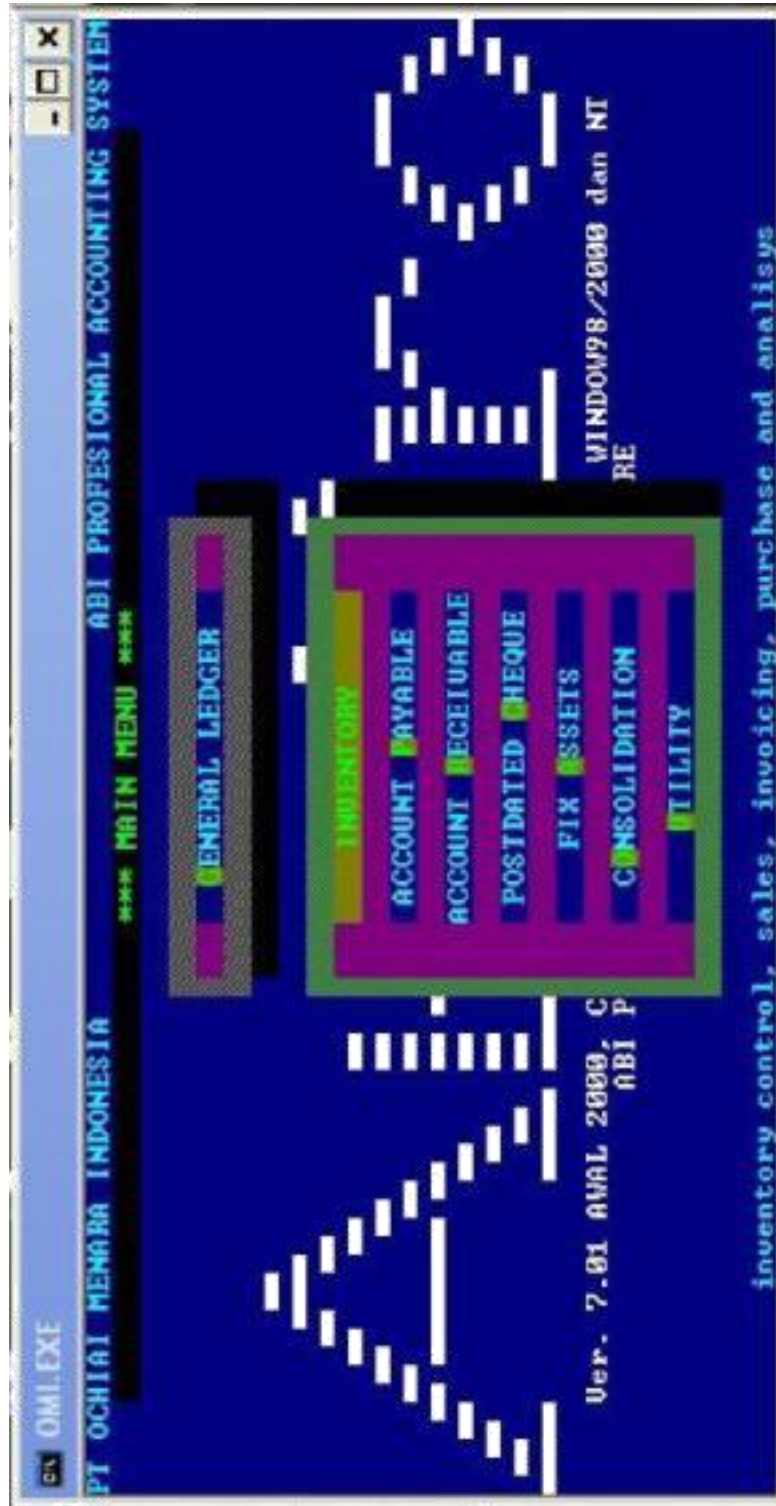 OMI.EXE
PT OCHIAI MENARA INDONESIA ABI PROFESIONAL ACCOUNTING SYSTEM
*** MAIN MENU ***
GENERAL LEDGER
INVENTORY
ACCOUNT PAYABLE
ACCOUNT RECEIVABLE
POSTDATED CHEQUE
FIX ASSETS
CONSOLIDATION
UTILITY
Ver. 7.01 AWAL 2000, C WINDOW98/2000 dan NT
ABI P RE
inventory control, sales, invoicing, purchase and analisys